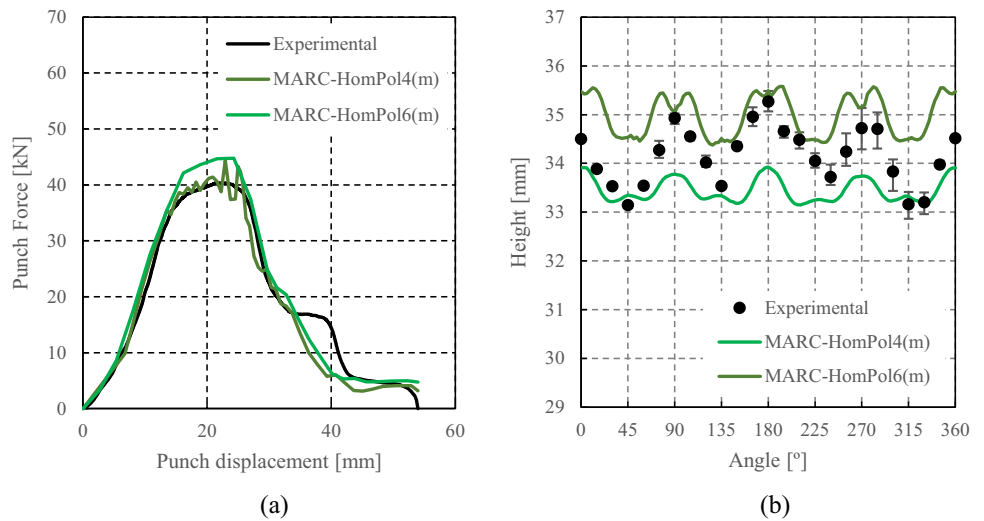 70
60
50
40
30
20
10
0
Punch Force [kN]
Experimental
MARC-HomPol4(m)
MARC-HomPol6(m)
0 20 40 60
Punch displacement [mm]
(a)
37
36
35
34
33
32
31
30
29
Height [mm]
Experimental
MARC-HomPol4(m)
MARC-HomPol6(m)
0 45 90 135 180 225 270 315 360
Angle [º]
(b)